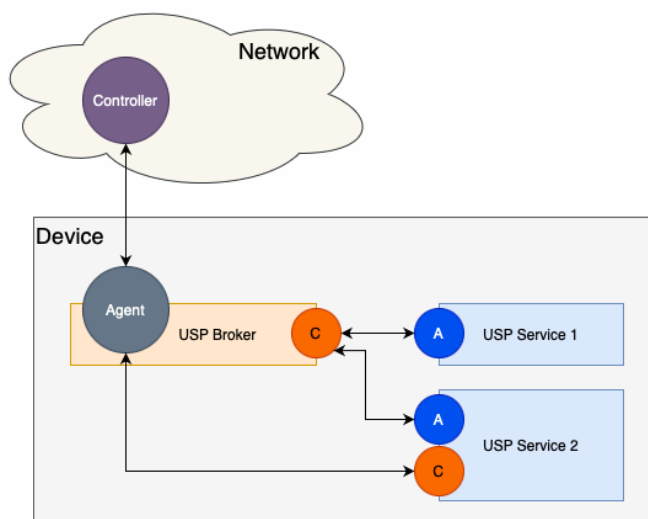 Network
Controller
Device
Agent
USP Broker
C
A
USP Service 1
A
USP Service 2
C